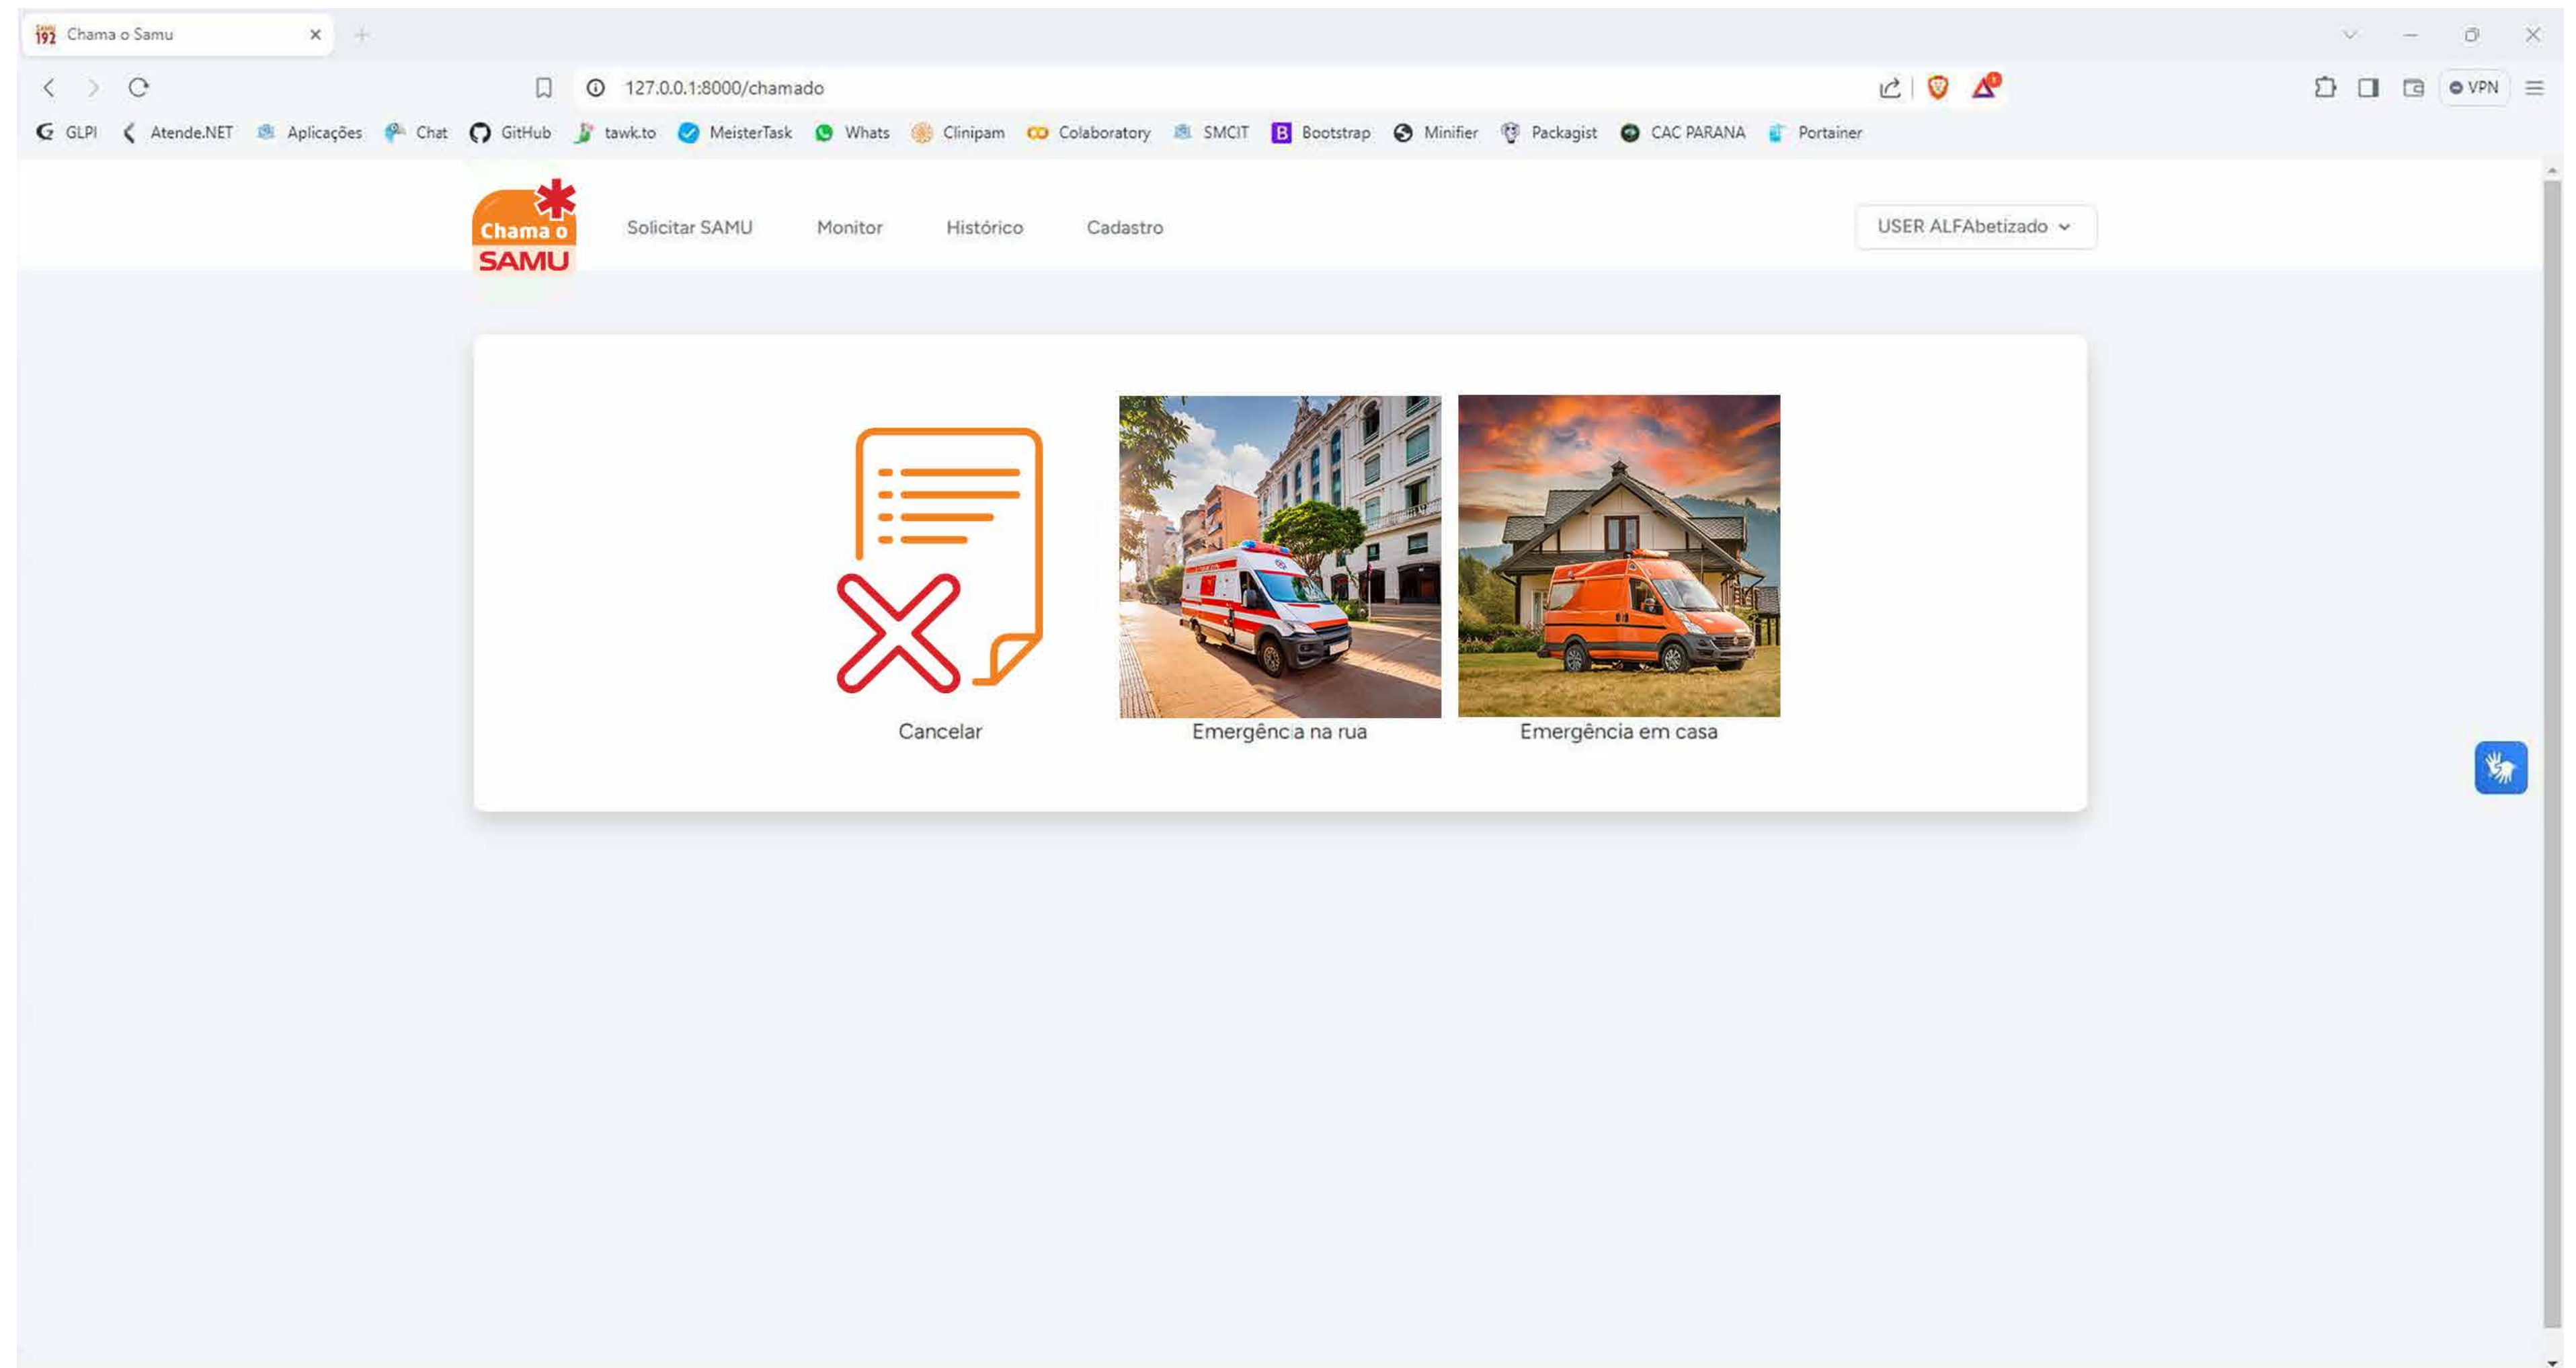 SAMU 192 Chama o Samu
127.0.0.1:8000/chamado
VPN
GLPI Atende.NET Aplicações Chat GitHub tawk.to MeisterTask Whats Clinipam Colaboratory SMCIT Bootstrap Minifier Packagist CAC PARANA Portainer
Chama o
SAMU
Solicitar SAMU Monitor Histórico Cadastro USER ALFAbetizado
Cancelar Emergência na rua Emergência em casa